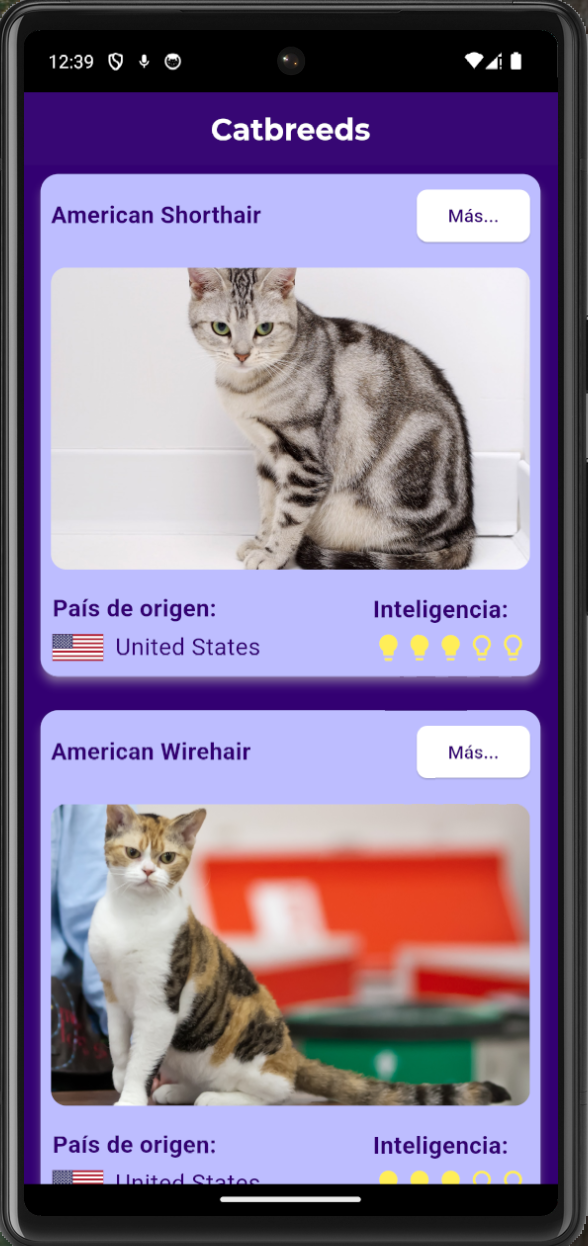 12:39
Catbreeds
American Shorthair
Más...
País de origen:
Inteligencia:
United States
American Wirehair
Más...
País de origen:
Inteligencia:
United States